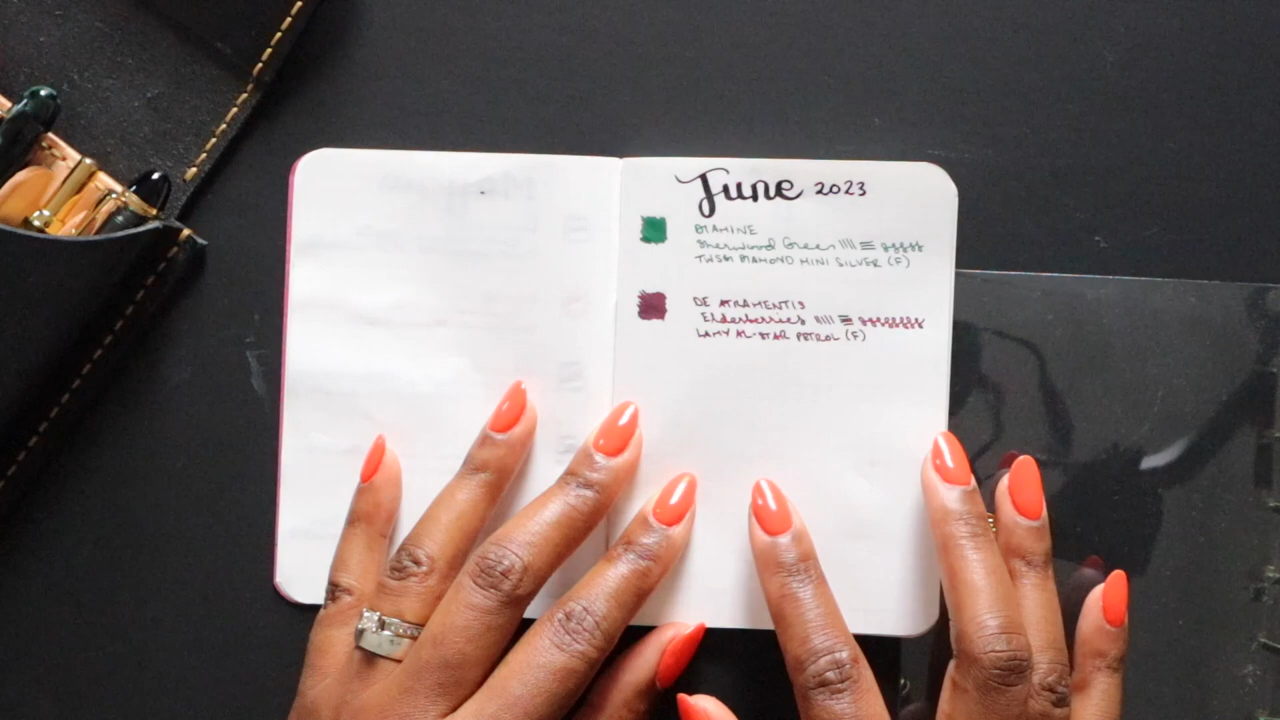 June 2023
DIAMINE
Sherwood Green
TWSBI DIAMOND MINI SILVER (F)
DE ATRAMENTIS
Elderberries
LAMY AL-STAR PETROL (F)